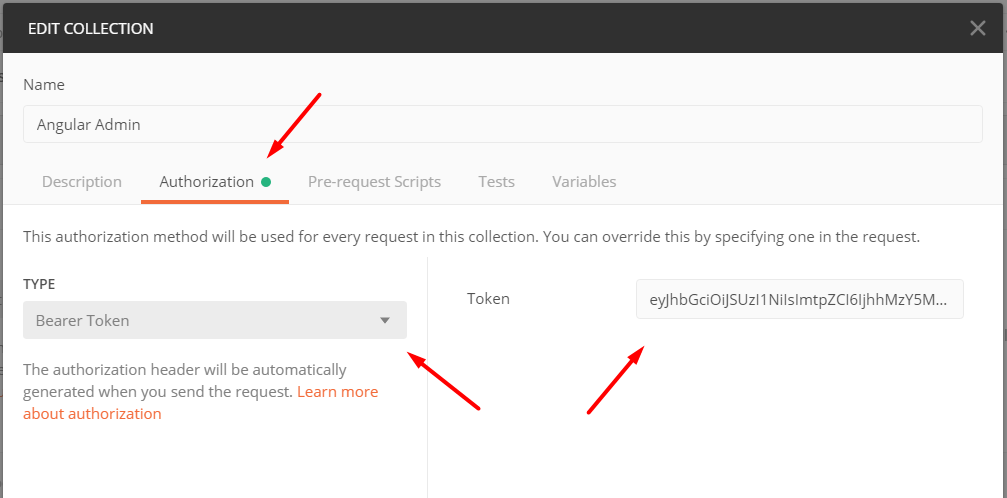 EDIT COLLECTION
Name
Angular Admin
Description Authorization Pre-request Scripts Tests Variables
This authorization method will be used for every request in this collection. You can override this by specifying one in the request.
TYPE
Bearer Token
The authorization header will be automatically
generated when you send the request. Learn more
about authorization
Token
eyJhbGciOiJSUzI1NiIsImtpZCI6IjhhMzY5M...